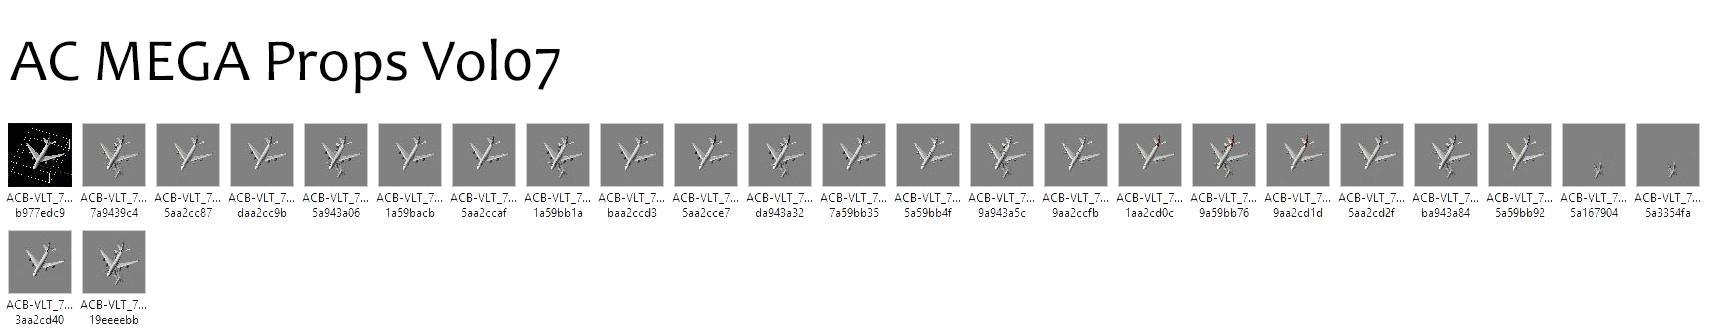 AC MEGA Props Vol07
ACB-VLT_7... ACB-VLT_7... ACB-VLT_7... ACB-VLT_7... ACB-VLT_7... ACB-VLT_7... ACB-VLT_7... ACB-VLT_7... ACB-VLT_7... ACB-VLT_7... ACB-VLT_7... ACB-VLT_7... ACB-VLT_7... ACB-VLT_7... ACB-VLT_7... ACB-VLT_7... ACB-VLT_7... ACB-VLT_7... ACB-VLT_7... ACB-VLT_7... ACB-VLT_7... ACB-VLT_7... ACB-VLT_7...
b977edc9 7a9439c4 5aa2cc87 daa2cc9b 5a943a06 1a59bacb 5aa2ccaf 1a59bb1a baa2ccd3 5aa2cce7 da943a32 7a59bb35 5a59bb4f 9a943a5c 9aa2ccfb 1aa2cd0c 9a59bb76 9aa2cd1d 5aa2cd2f ba943a84 5a59bb92 5a167904 5a3354fa
ACB-VLT_7... ACB-VLT_7...
3aa2cd40 19eeeebb